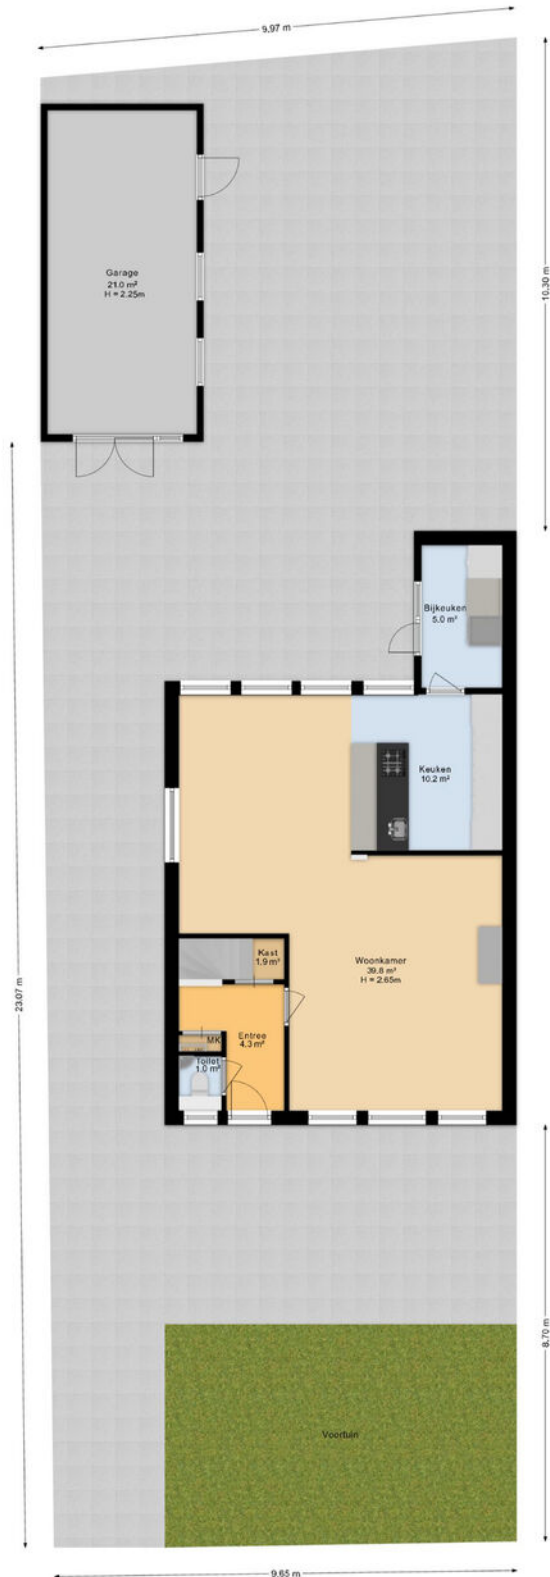 9.97 m
10.30 m
Garage
21.0 m²
H = 2.25m
Bijkeuken
5.0 m²
Keuken
10.2 m²
Kast
1.9 m²
Woonkamer
39.8 m²
H = 2.65m
23.07 m
Entree
4.3 m²
MK
Toilet
1.0 m²
8.70 m
Voortuin
9.65 m